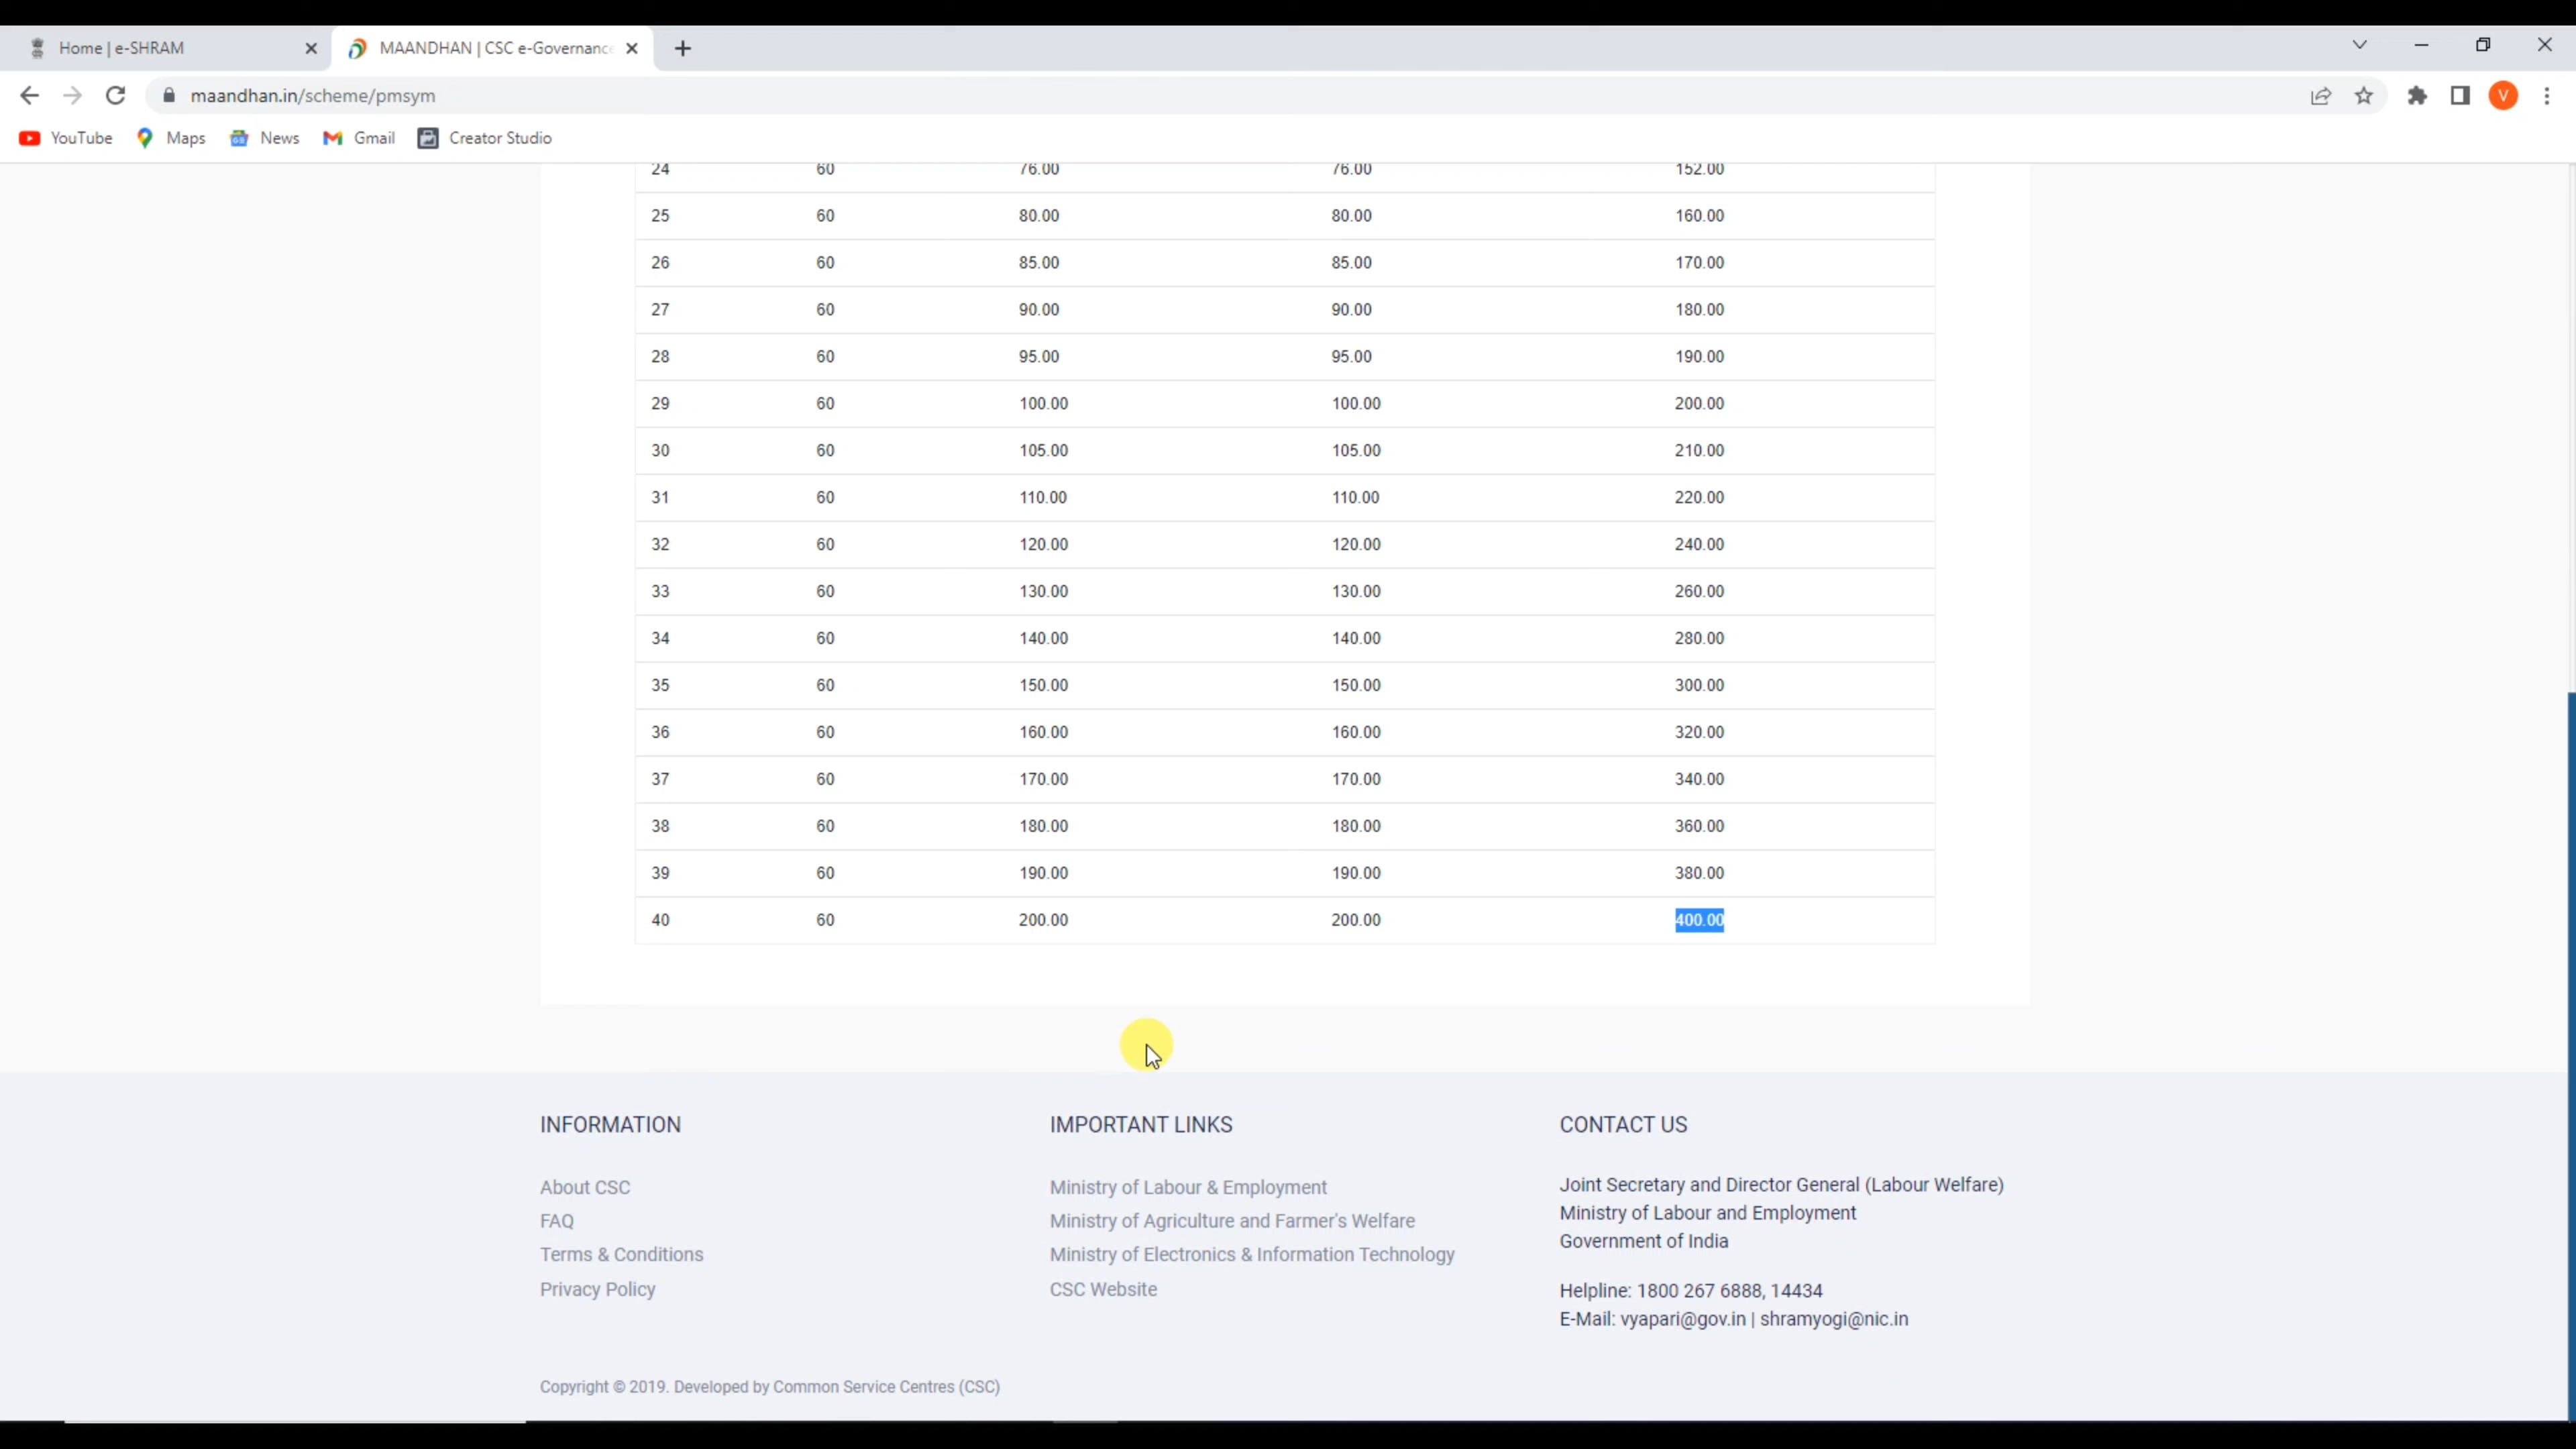 Home | e-SHRAM
MAANDHAN | CSC e-Governance
maandhan.in/scheme/pmsym
V
YouTube Maps News Gmail Creator Studio
24 60 76.00 76.00 152.00
25 60 80.00 80.00 160.00
26 60 85.00 85.00 170.00
27 60 90.00 90.00 180.00
28 60 95.00 95.00 190.00
29 60 100.00 100.00 200.00
30 60 105.00 105.00 210.00
31 60 110.00 110.00 220.00
32 60 120.00 120.00 240.00
33 60 130.00 130.00 260.00
34 60 140.00 140.00 280.00
35 60 150.00 150.00 300.00
36 60 160.00 160.00 320.00
37 60 170.00 170.00 340.00
38 60 180.00 180.00 360.00
39 60 190.00 190.00 380.00
40 60 200.00 200.00 400.00
INFORMATION
About CSC
FAQ
Terms & Conditions
Privacy Policy
IMPORTANT LINKS
Ministry of Labour & Employment
Ministry of Agriculture and Farmer's Welfare
Ministry of Electronics & Information Technology
CSC Website
CONTACT US
Joint Secretary and Director General (Labour Welfare)
Ministry of Labour and Employment
Government of India
Helpline: 1800 267 6888, 14434
E-Mail: vyapari@gov.in | shramyogi@nic.in
Copyright © 2019. Developed by Common Service Centres (CSC)